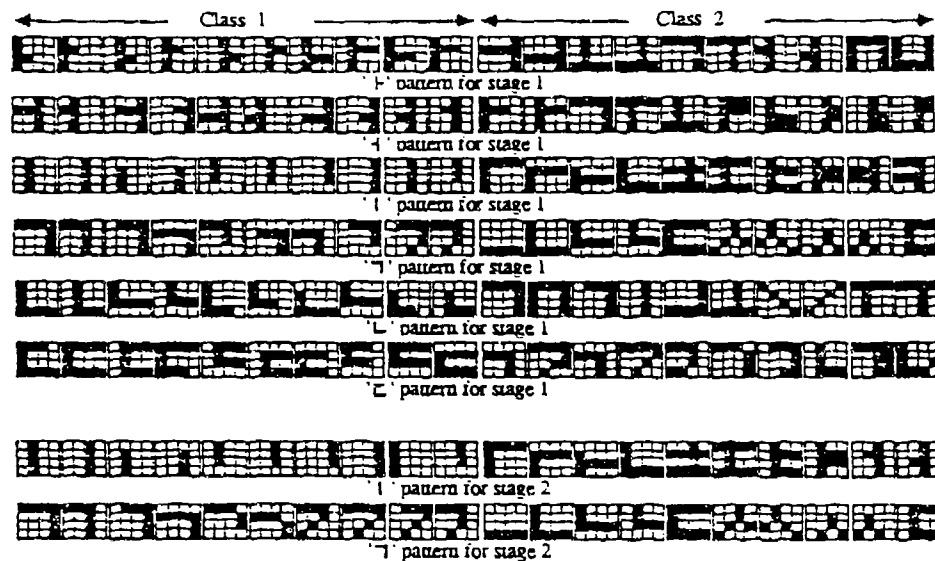 Class 1 Class 2
'ㅏ' pattern for stage 1
'ㅓ' pattern for stage 1
'ㅣ' pattern for stage 1
'ㄱ' pattern for stage 1
'ㄴ' pattern for stage 1
'ㄷ' pattern for stage 1
'ㅣ' pattern for stage 2
'ㄱ' pattern for stage 2